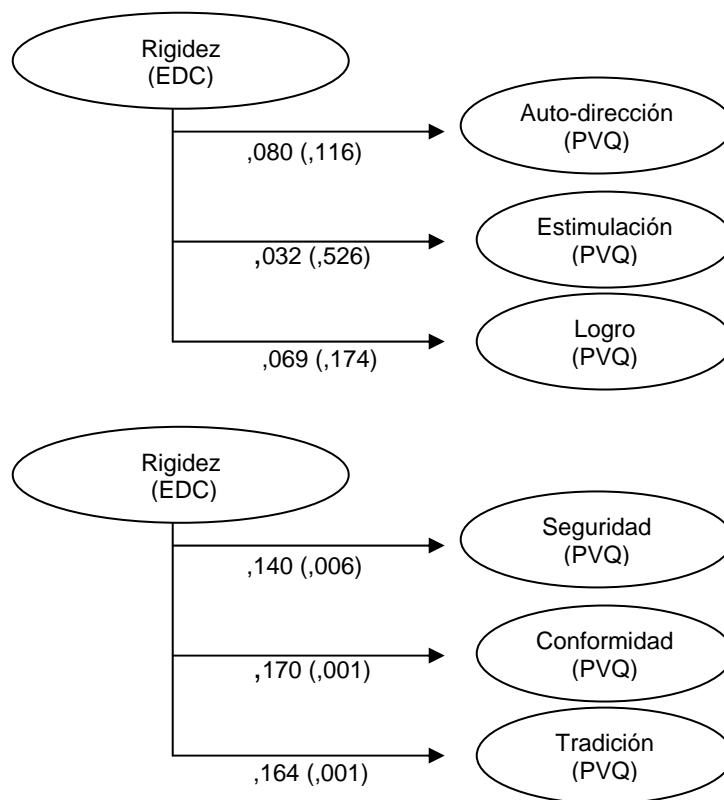 Rigidez
(EDC)
Auto-dirección
(PVQ)
,080 (,116)
Estimulación
(PVQ)
,032 (,526)
Logro
(PVQ)
,069 (,174)
Rigidez
(EDC)
Seguridad
(PVQ)
,140 (,006)
Conformidad
(PVQ)
,170 (,001)
Tradición
(PVQ)
,164 (,001)